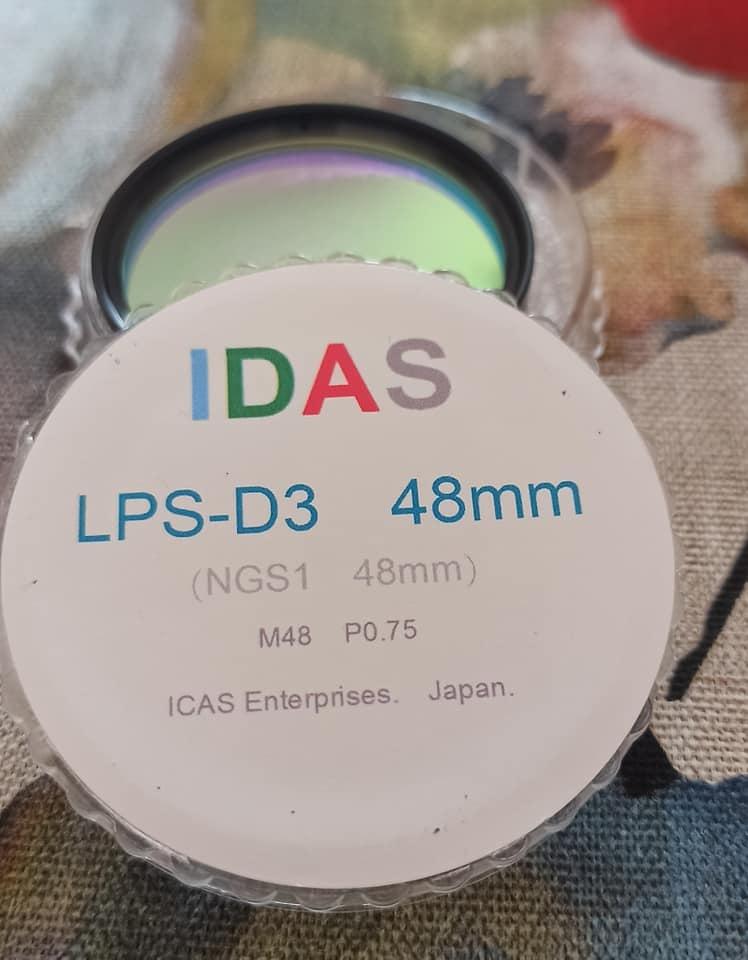 IDAS
LPS-D3 48mm
(NGS1 48mm)
M48 P0.75
ICAS Enterprises. Japan.